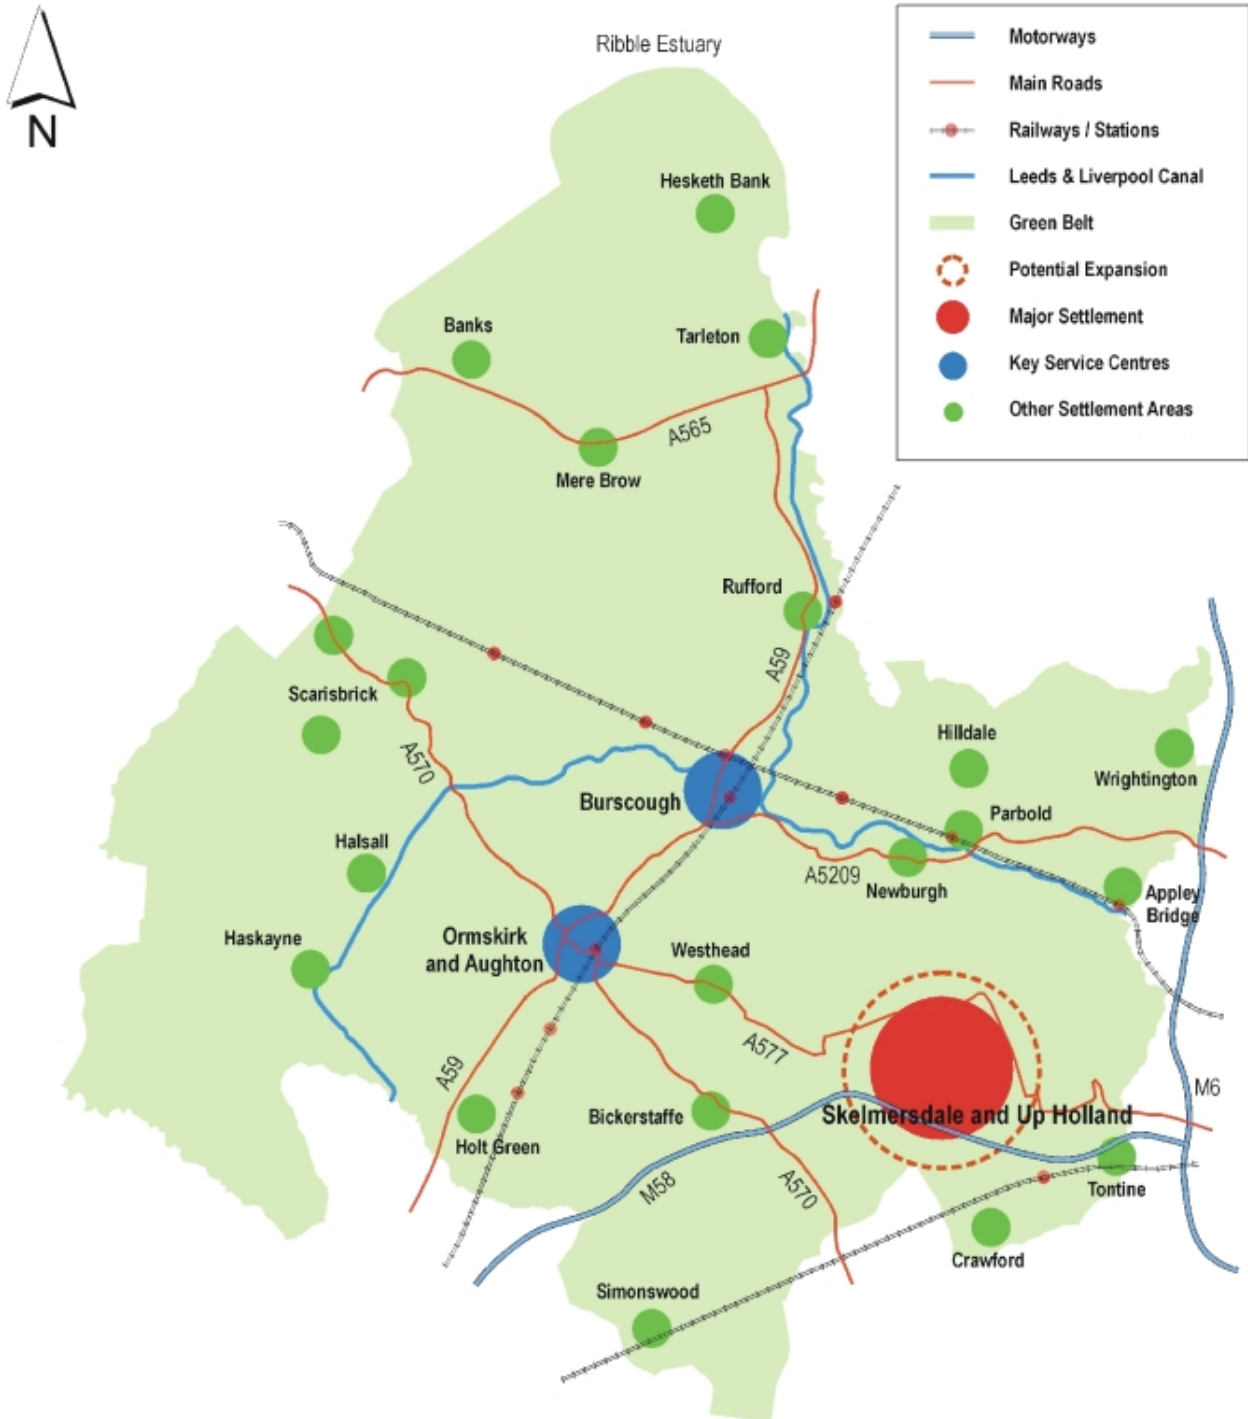 Ribble Estuary
N
Motorways
Main Roads
Railways / Stations
Leeds & Liverpool Canal
Green Belt
Potential Expansion
Major Settlement
Key Service Centres
Other Settlement Areas
Hesketh Bank
Banks
Tarleton
A565
Mere Brow
Rufford
A59
Scarisbrick
A570
Hilldale
Wrightington
Burscough
Parbold
Halsall
A5209
Newburgh
Appley
Bridge
Haskayne
Ormskirk
and Aughton
Westhead
A577
A59
M6
Bickerstaffe
Skelmersdale and Up Holland
Holt Green
M58
A570
Tontine
Crawford
Simonswood